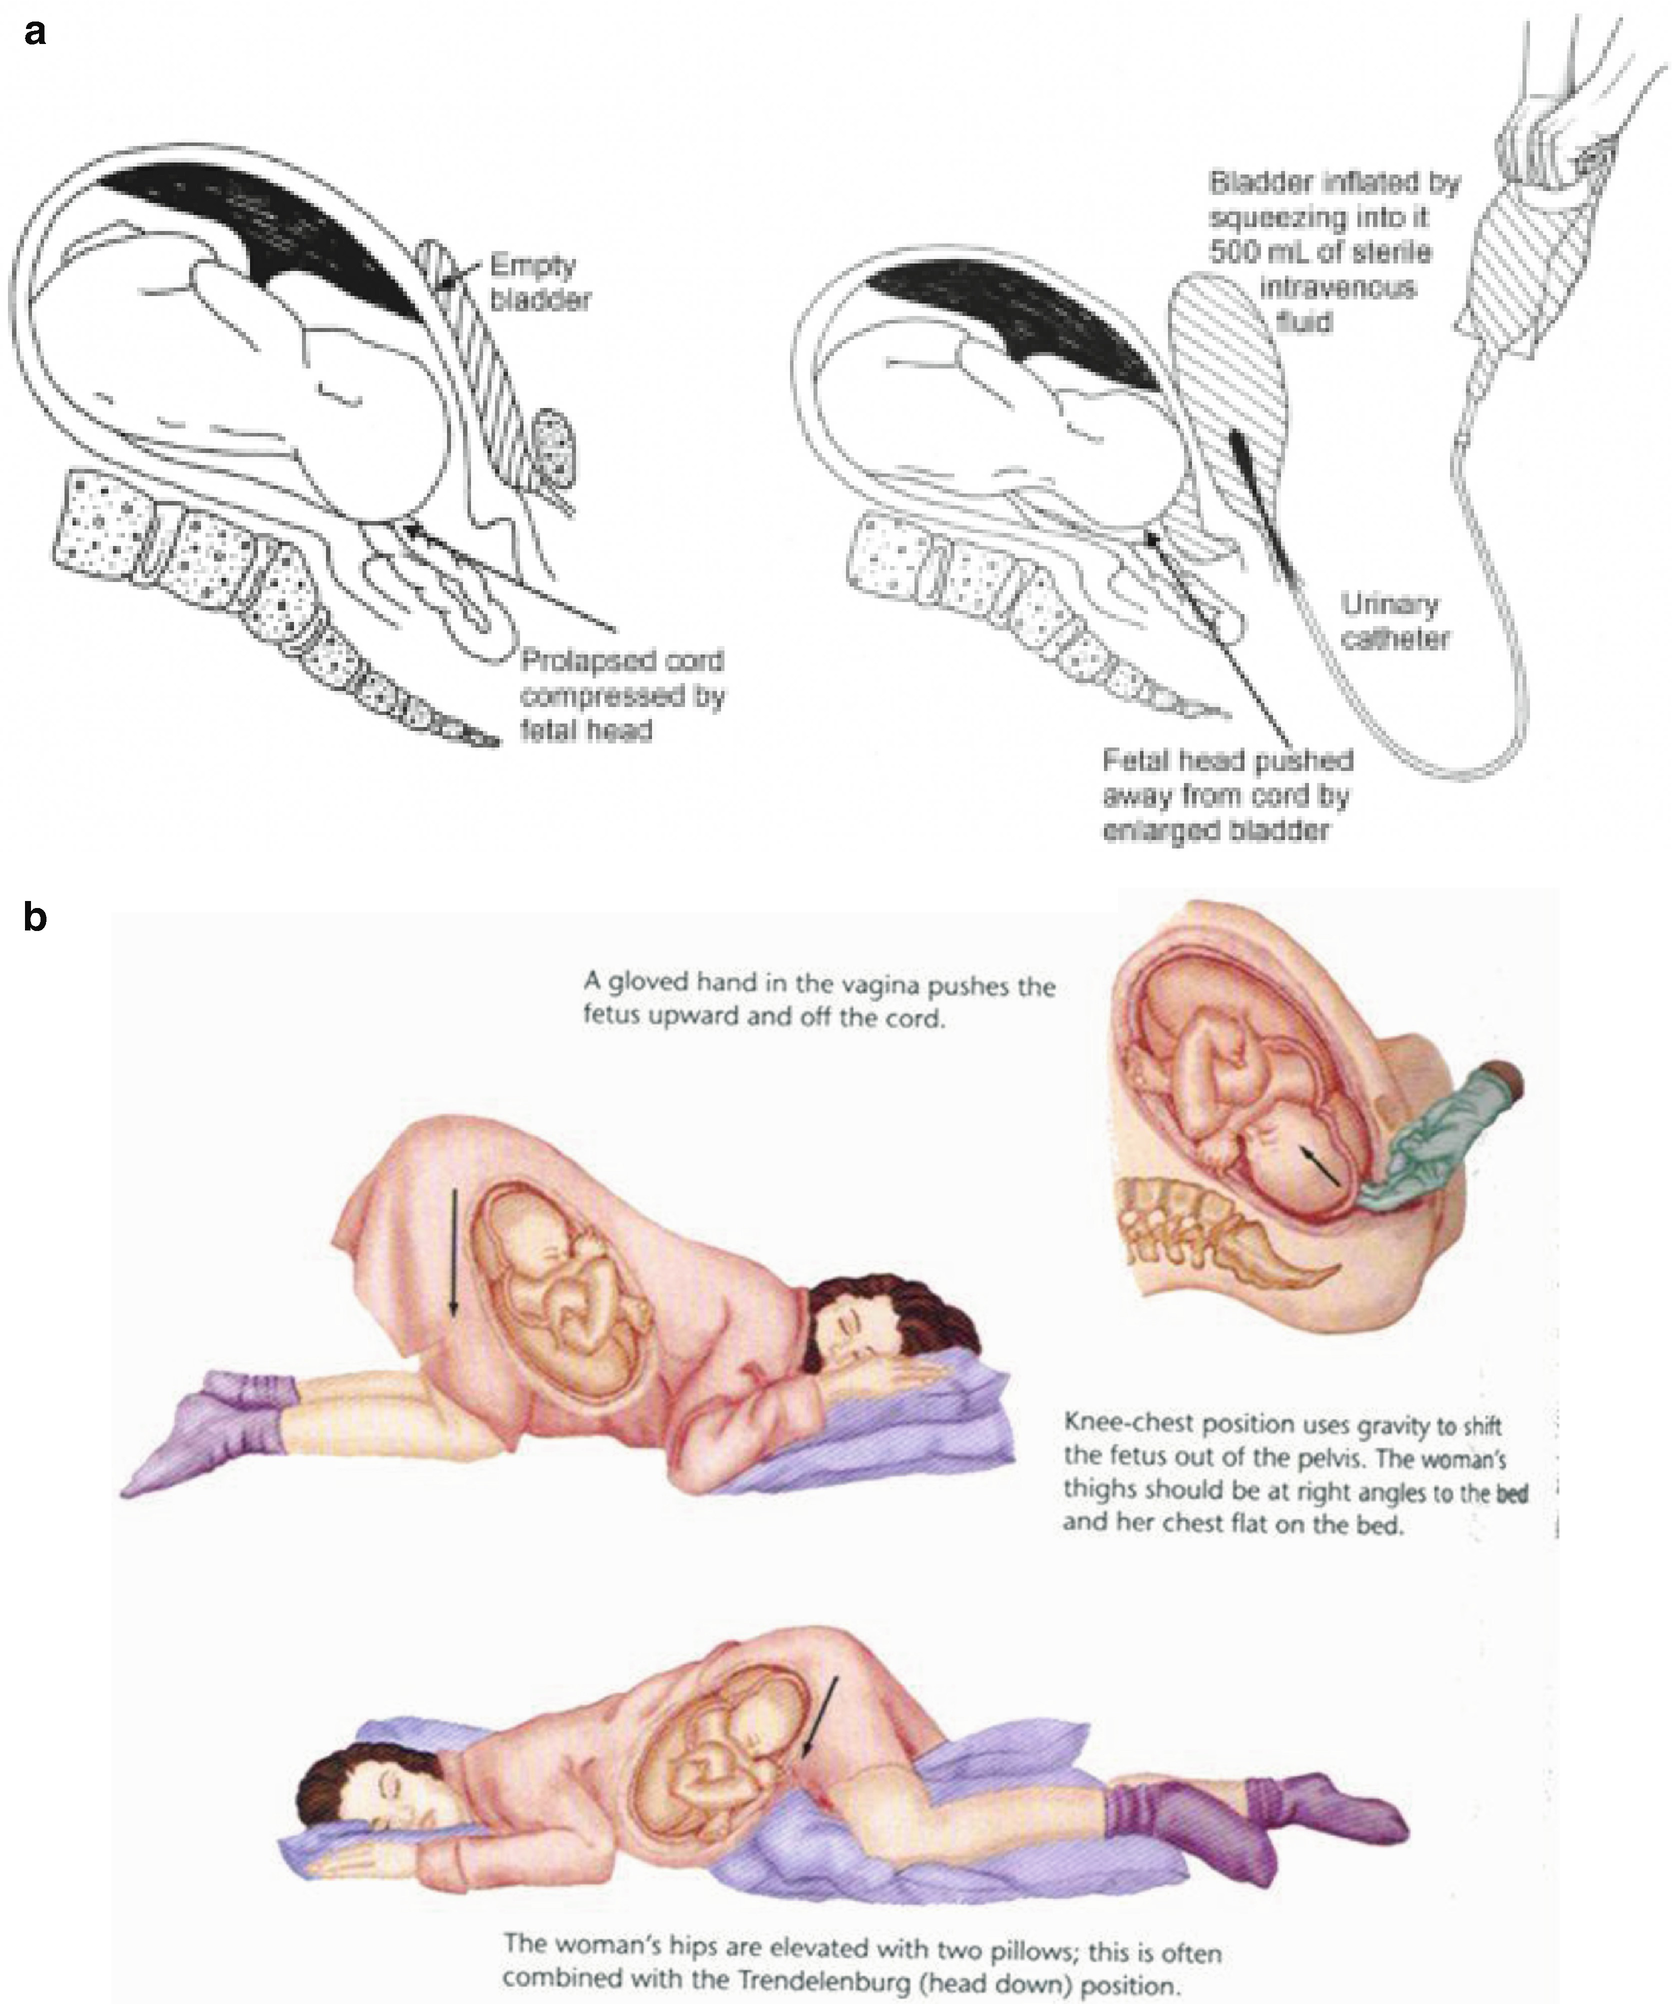 a
Empty
bladder
Prolapsed cord
compressed by
fetal head
Bladder inflated by
squeezing into it
500 mL of sterile
intravenous
fluid
Urinary
catheter
Fetal head pushed
away from cord by
enlarged bladder
b
A gloved hand in the vagina pushes the
fetus upward and off the cord.
Knee-chest position uses gravity to shift
the fetus out of the pelvis. The woman's
thighs should be at right angles to the bed
and her chest flat on the bed.
The woman's hips are elevated with two pillows; this is often
combined with the Trendelenburg (head down) position.